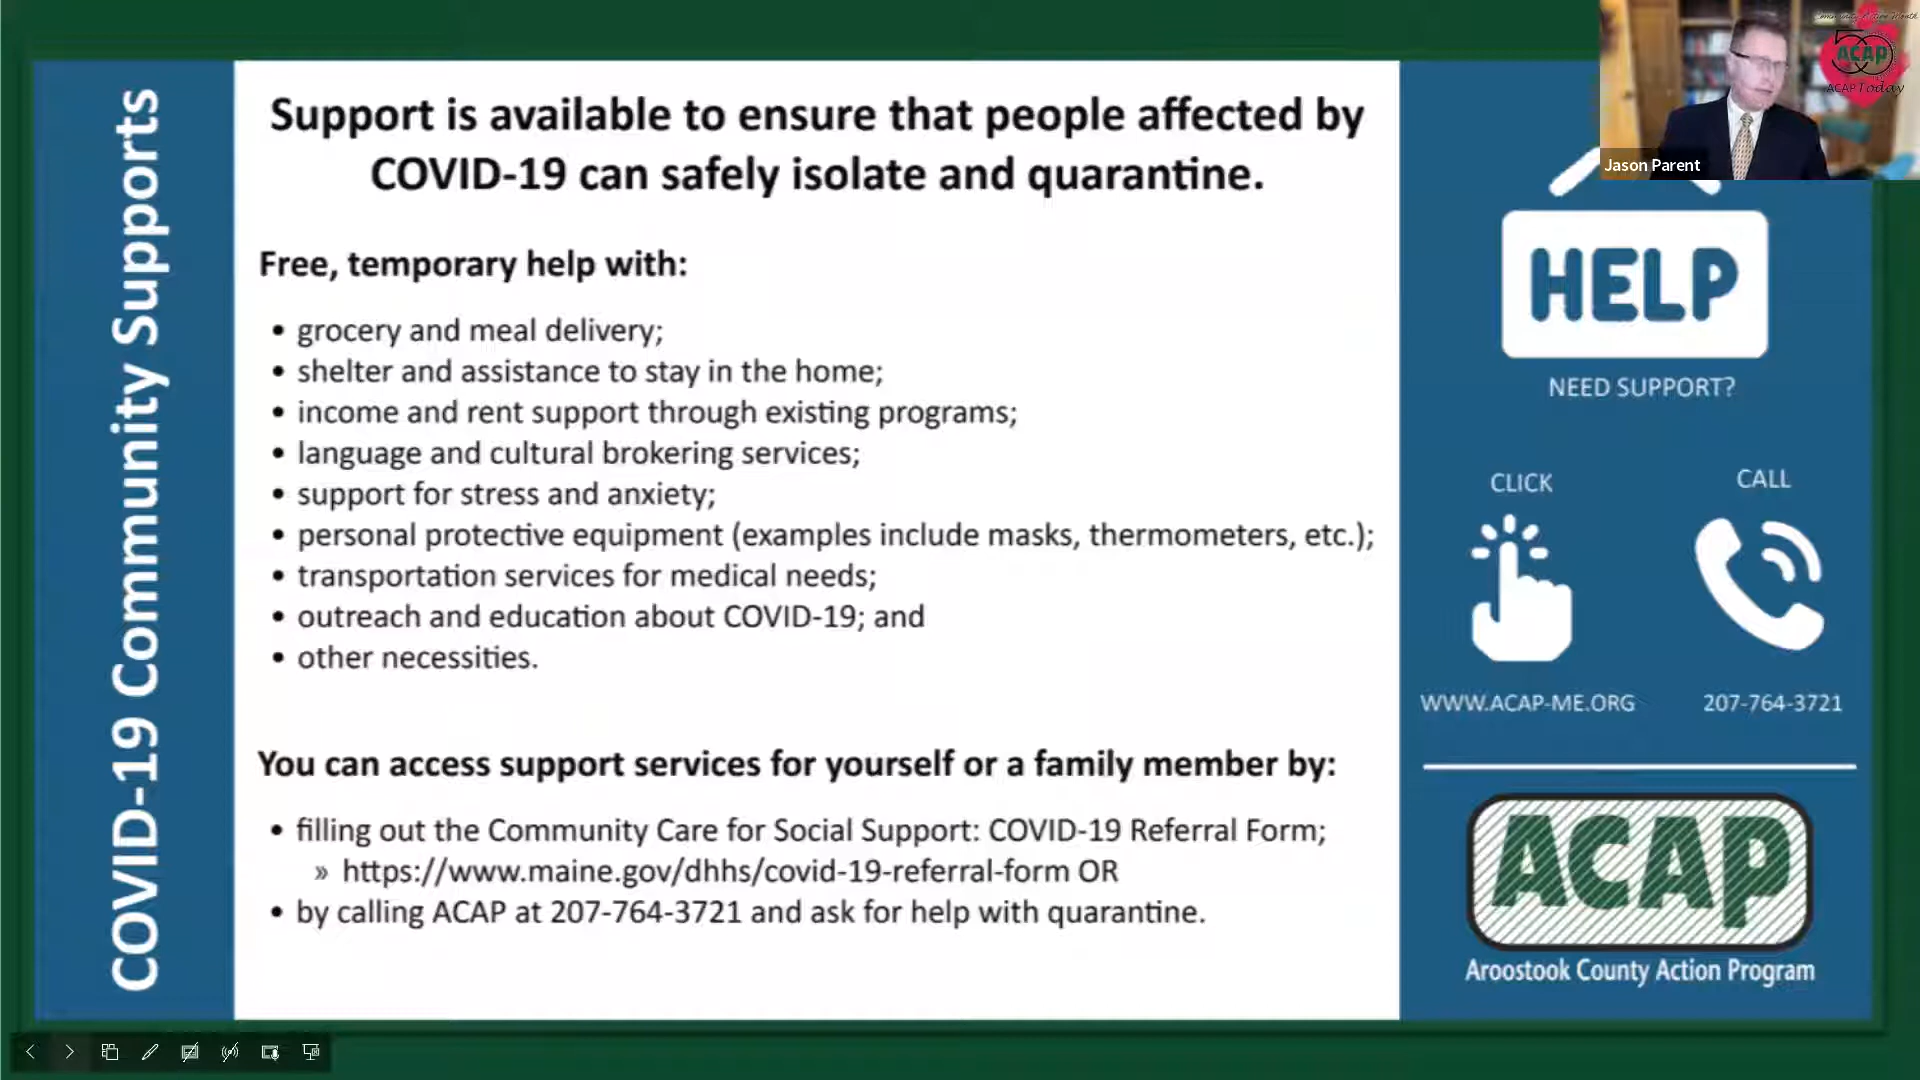 COVID-19 Community Supports
Support is available to ensure that people affected by
COVID-19 can safely isolate and quarantine.
Free, temporary help with:
• grocery and meal delivery;
• shelter and assistance to stay in the home;
• income and rent support through existing programs;
• language and cultural brokering services;
• support for stress and anxiety;
• personal protective equipment (examples include masks, thermometers, etc.);
• transportation services for medical needs;
• outreach and education about COVID-19; and
• other necessities.
You can access support services for yourself or a family member by:
• filling out the Community Care for Social Support: COVID-19 Referral Form;
» https://www.maine.gov/dhhs/covid-19-referral-form OR
• by calling ACAP at 207-764-3721 and ask for help with quarantine.
Community Action Month
50
ACAP
ACAP Today
Jason Parent
HELP
NEED SUPPORT?
CLICK
CALL
WWW.ACAP-ME.ORG
207-764-3721
ACAP
Aroostook County Action Program